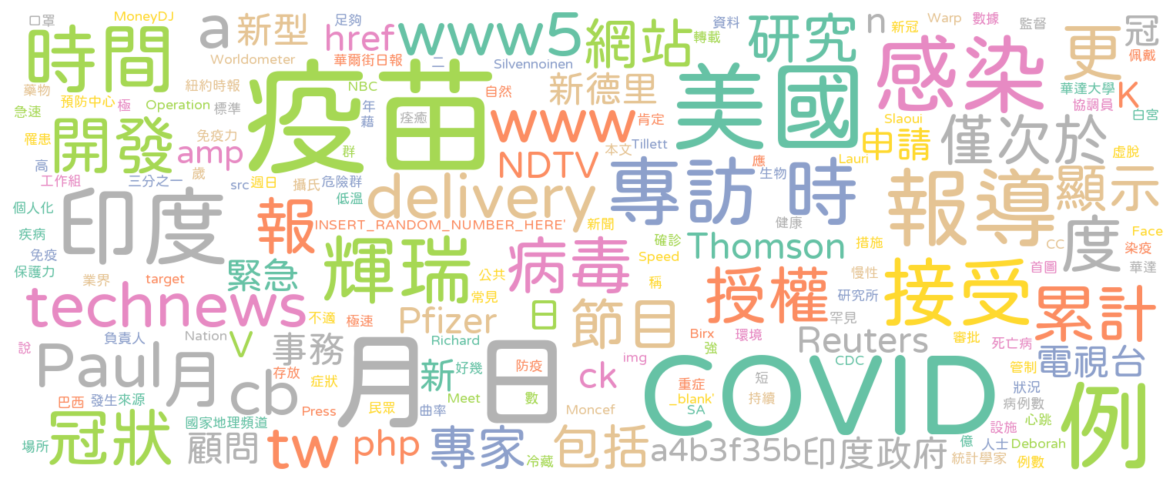 口罩 MoneyDJ a 新型 足夠 href 華爾街日報 www5 網站 轉載 資料 研究 n 新冠 Warp 數據 監督 冠
時間 Worldometer 二 Silvennoinen 感染 更 佩戴
藥物 紐約時報 疫苗 NBC 自然 新德里 美國 華達大學
急速 預防中心 極 Operation 標準 年 藉 www 肯定 Slaoui 協調員 K 白宮
開發 罹患 免疫力 痊癒 群 Tillett 申請 僅次於 虛脫
高 amp 歲 NDTV 本文 應 Lauri
工作組 三分之一 src 週日 攝氏 危險群 低溫 delivery 專訪 生物 時 報導 顯示
個人化 印度 報 INSERT_RANDOM_NUMBER_HERE' 新聞 健康 Face
疾病 免疫 輝瑞 病毒 確診 Thomson 措施 CC 度 染疫
保護力 業界 target 緊急 公共 Speed 稱 慢性 首圖 華達
technews 常見 授權 研究所 接受 累計
說 負責人 Nation V 不適 極速 Pfizer 日 節目 Birx 環境 罕見 審批 死亡病
Paul 月 事務 Richard 強 Reuters CDC 管制 電視台
巴西 發生 來源 cb 存放 症狀 月日 新 好幾 防疫 ck img 重症 短 COVID 狀況
國家地理頻道 Press 民眾 曲率 Meet 數 Moncef _blank' SA 持續 病例數 心跳 例
場所 冠狀 顧問 tw php 專家 冷藏 包括 a4b3f35b 印度政府 設施 億 人士 Deborah
統計學家 例數